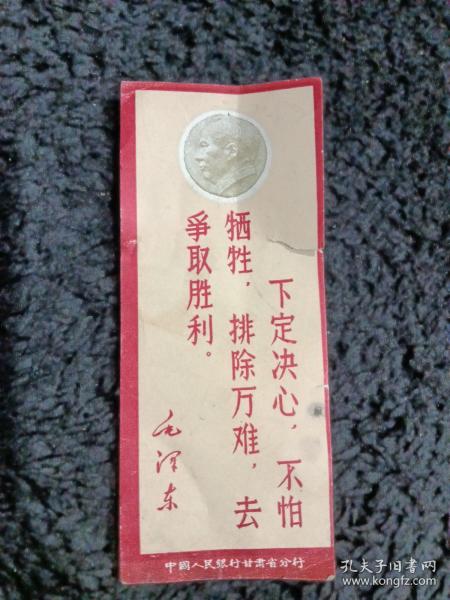 下定决心，不怕
牺牲，排除万难，去
爭取胜利。
毛泽东
中國人民银行甘肃省分行
孔夫子旧书网
www.kongfz.com